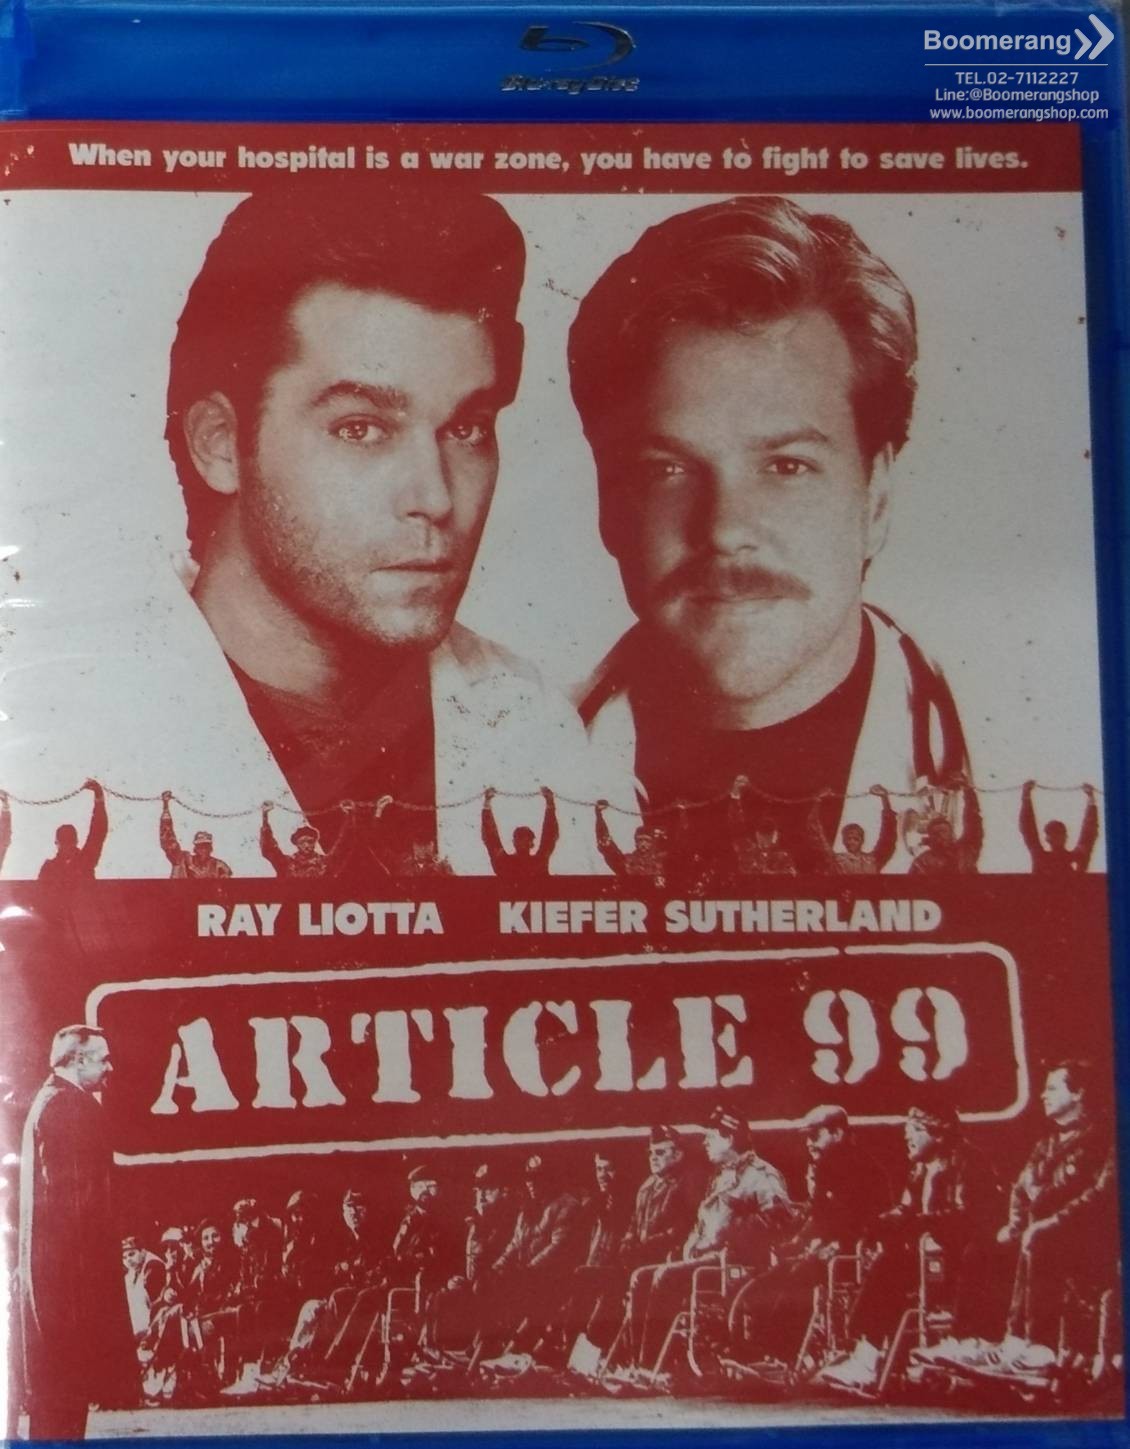 Blu-ray Disc
Boomerang
TEL.02-7112227
Line:@Boomerangshop
www.boomerangshop.com
When your hospital is a war zone, you have to fight to save lives.
RAY LIOTTA KIEFER SUTHERLAND
ARTICLE 99